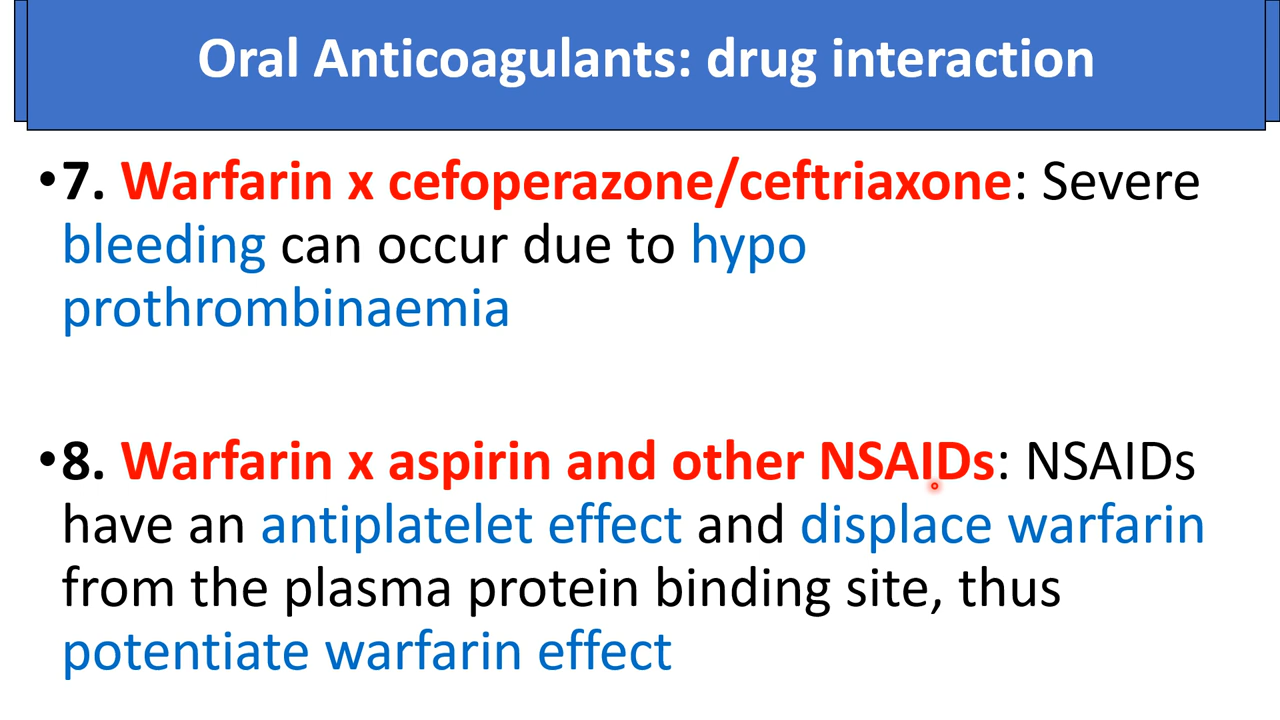 Oral Anticoagulants: drug interaction
•7. Warfarin x cefoperazone/ceftriaxone: Severe
bleeding can occur due to hypo
prothrombinaemia
•8. Warfarin x aspirin and other NSAIDs: NSAIDs
have an antiplatelet effect and displace warfarin
from the plasma protein binding site, thus
potentiate warfarin effect